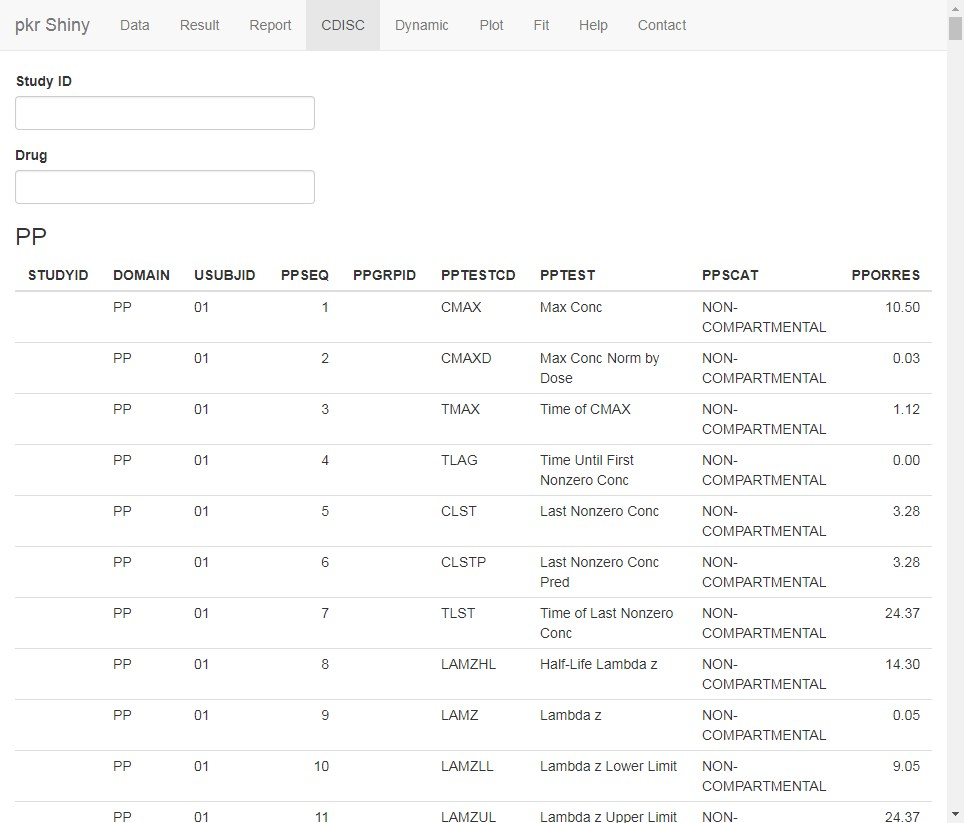 pkr Shiny Data Result Report CDISC Dynamic Plot Fit Help Contact
Study ID
Drug
PP
STUDYID DOMAIN USUBJID PPSEQ PPGRPID PPTESTCD PPTEST PPSCAT PPORRES
PP 01 1 CMAX Max Conc NON- 10.50
COMPARTMENTAL
PP 01 2 CMAXD Max Conc Norm by NON- 0.03
Dose COMPARTMENTAL
PP 01 3 TMAX Time of CMAX NON- 1.12
COMPARTMENTAL
PP 01 4 TLAG Time Until First NON- 0.00
Nonzero Conc COMPARTMENTAL
PP 01 5 CLST Last Nonzero Conc NON- 3.28
COMPARTMENTAL
PP 01 6 CLSTP Last Nonzero Conc NON- 3.28
Pred COMPARTMENTAL
PP 01 7 TLST Time of Last Nonzero NON- 24.37
Conc COMPARTMENTAL
PP 01 8 LAMZHL Half-Life Lambda z NON- 14.30
COMPARTMENTAL
PP 01 9 LAMZ Lambda z NON- 0.05
COMPARTMENTAL
PP 01 10 LAMZLL Lambda z Lower Limit NON- 9.05
COMPARTMENTAL
PP 01 11 LAMZUL Lambda z Upper Limit NON- 24.37